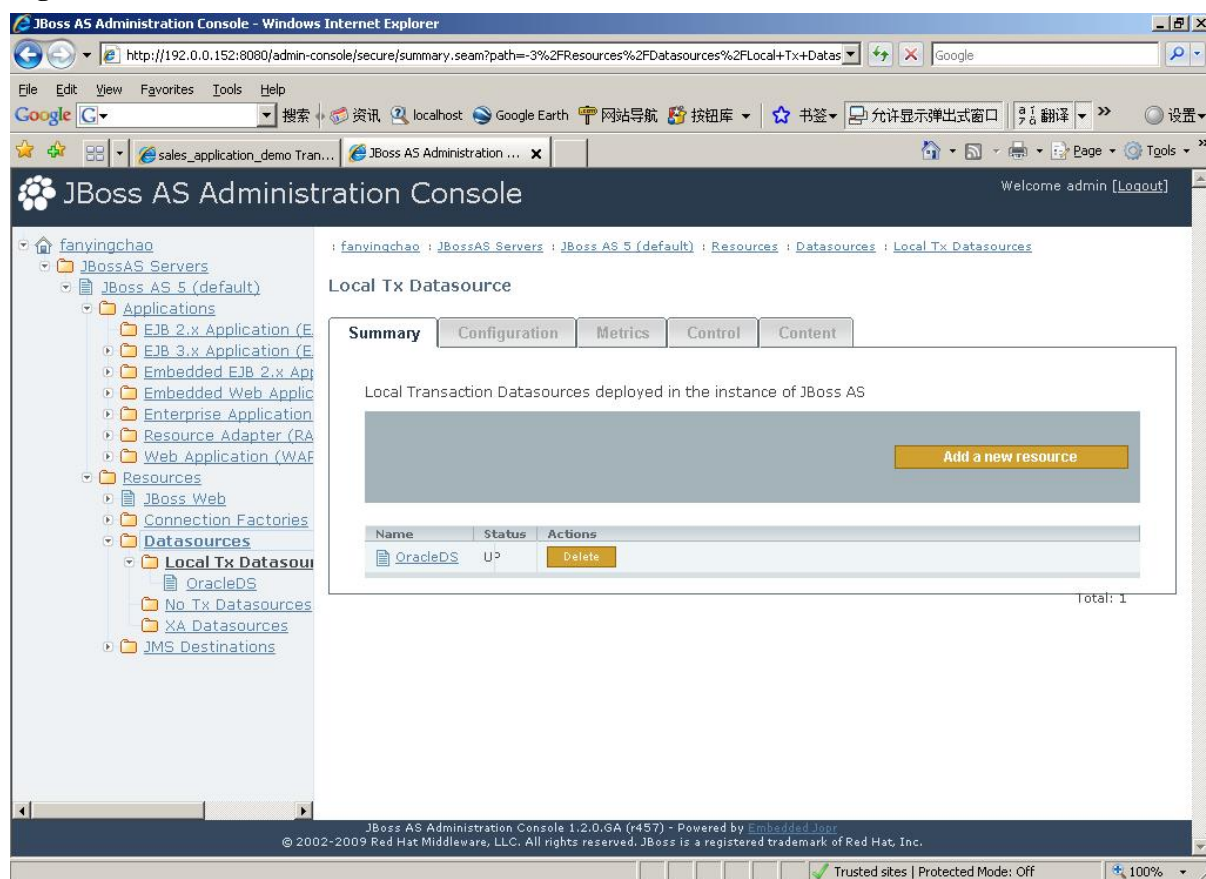 JBoss AS Administration Console - Windows Internet Explorer
http://192.0.0.152:8080/admin-console/secure/summary.seam?path=-3%2FResources%2FDatasources%2FLocal+Tx+Datas
Google
File Edit View Favorites Tools Help
Google G 搜索 资讯 localhost Google Earth 网站导航 按钮库 书签 允许显示弹出式窗口 翻译 » 设置
sales_application_demo Tran... JBoss AS Administration ... x Page Tools »
JBoss AS Administration Console
Welcome admin [Logout]
fanyingchao
JBossAS Servers
JBoss AS 5 (default)
Applications
EJB 2.x Application (E
EJB 3.x Application (E
Embedded EJB 2.x App
Embedded Web Applic
Enterprise Application
Resource Adapter (RA
Web Application (WAR
Resources
JBoss Web
Connection Factories
Datasources
Local Tx Datasou
OracleDS
No Tx Datasources
XA Datasources
JMS Destinations
: fanyingchao : JBossAS Servers : JBoss AS 5 (default) : Resources : Datasources : Local Tx Datasources
Local Tx Datasource
Summary Configuration Metrics Control Content
Local Transaction Datasources deployed in the instance of JBoss AS
Add a new resource
Name Status Actions
OracleDS UP Delete
Total: 1
JBoss AS Administration Console 1.2.0.GA (r457) - Powered by Embedded Jopr
© 2002-2009 Red Hat Middleware, LLC. All rights reserved. JBoss is a registered trademark of Red Hat, Inc.
Trusted sites | Protected Mode: Off 100%